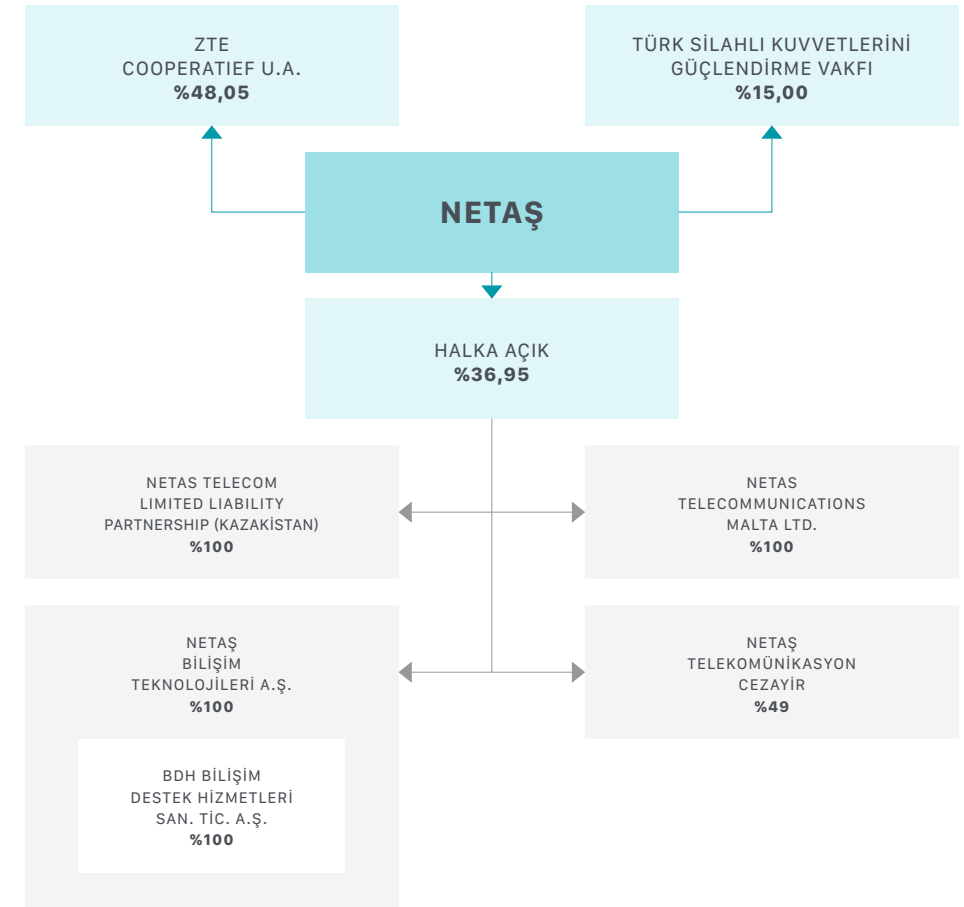 ZTE
COOPERATIEF U.A.
%48,05
TÜRK SİLAHLI KUVVETLERİNİ
GÜÇLENDİRME VAKFI
%15,00
NETAŞ
HALKA AÇIK
%36,95
NETAS TELECOM
LIMITED LIABILITY
PARTNERSHIP (KAZAKİSTAN)
%100
NETAS
TELECOMMUNICATIONS
MALTA LTD.
%100
NETAŞ
BİLİŞİM
TEKNOLOJİLERİ A.Ş.
%100
NETAŞ
TELEKOMÜNİKASYON
CEZAYİR
%49
BDH BİLİŞİM
DESTEK HİZMETLERİ
SAN. TİC. A.Ş.
%100